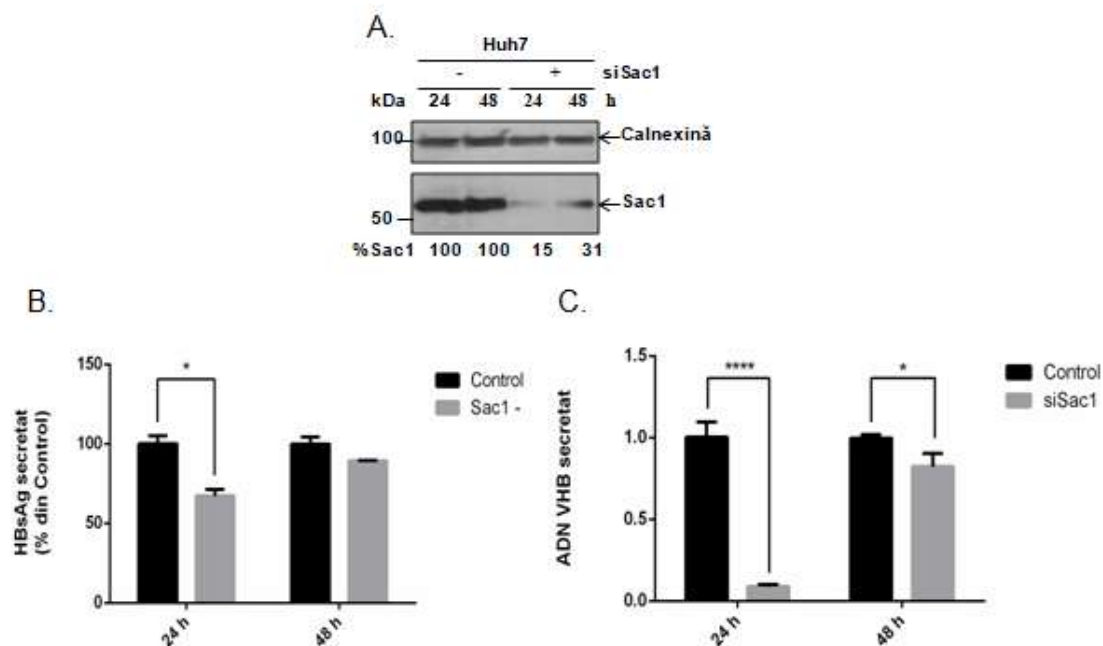 A.
Huh7
- + siSac1
kDa 24 48 24 48 h
100 Calnexină
50 Sac1
%Sac1 100 100 15 31
B.
HBsAg secretat
(% din Control)
150
100
50
0
*
24 h
48 h
Control
Sac1 -
C.
ADN VHB secretat
1.5
1.0
0.5
0.0
****
*
24 h
48 h
Control
siSac1